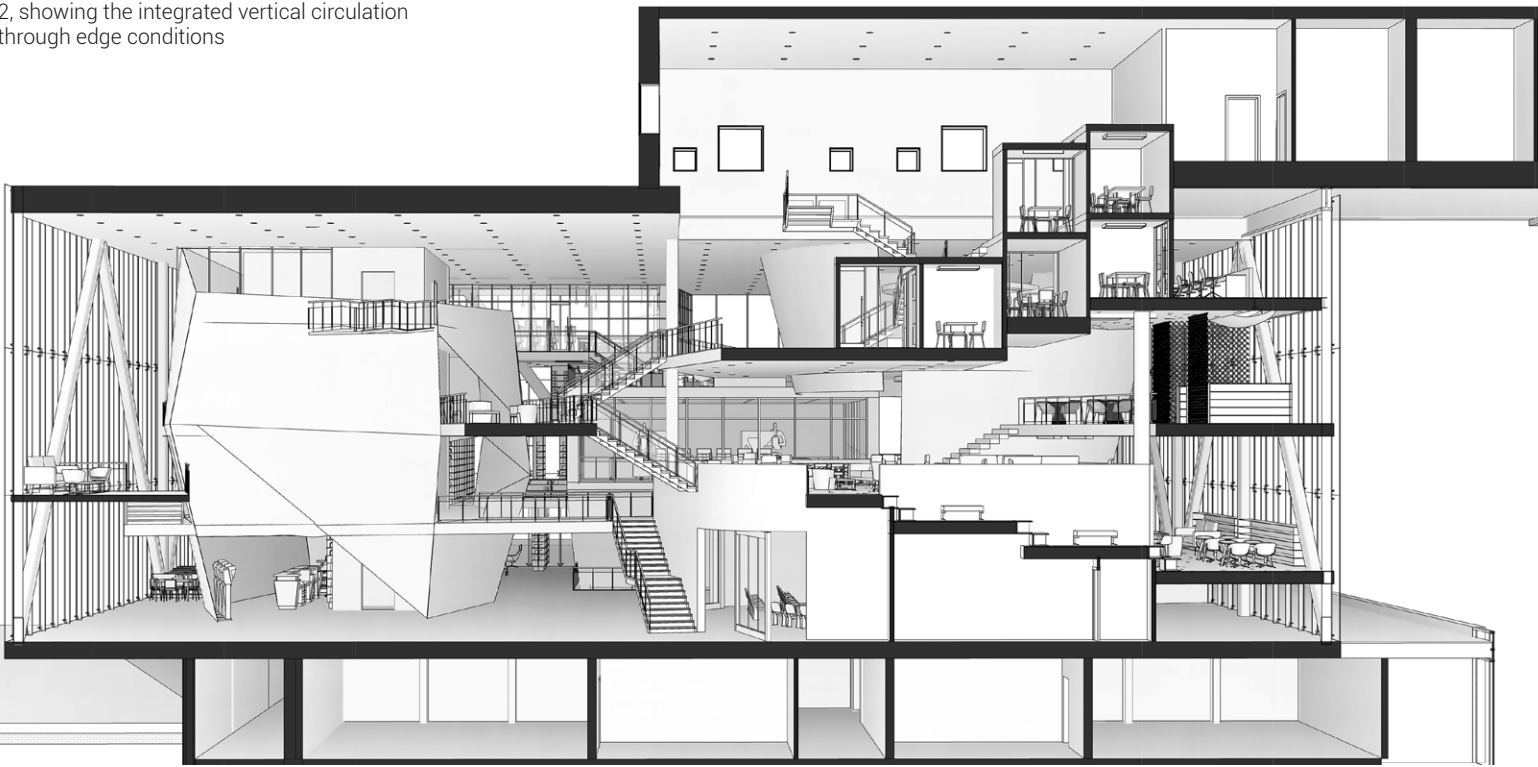 2, showing the integrated vertical circulation
through edge conditions